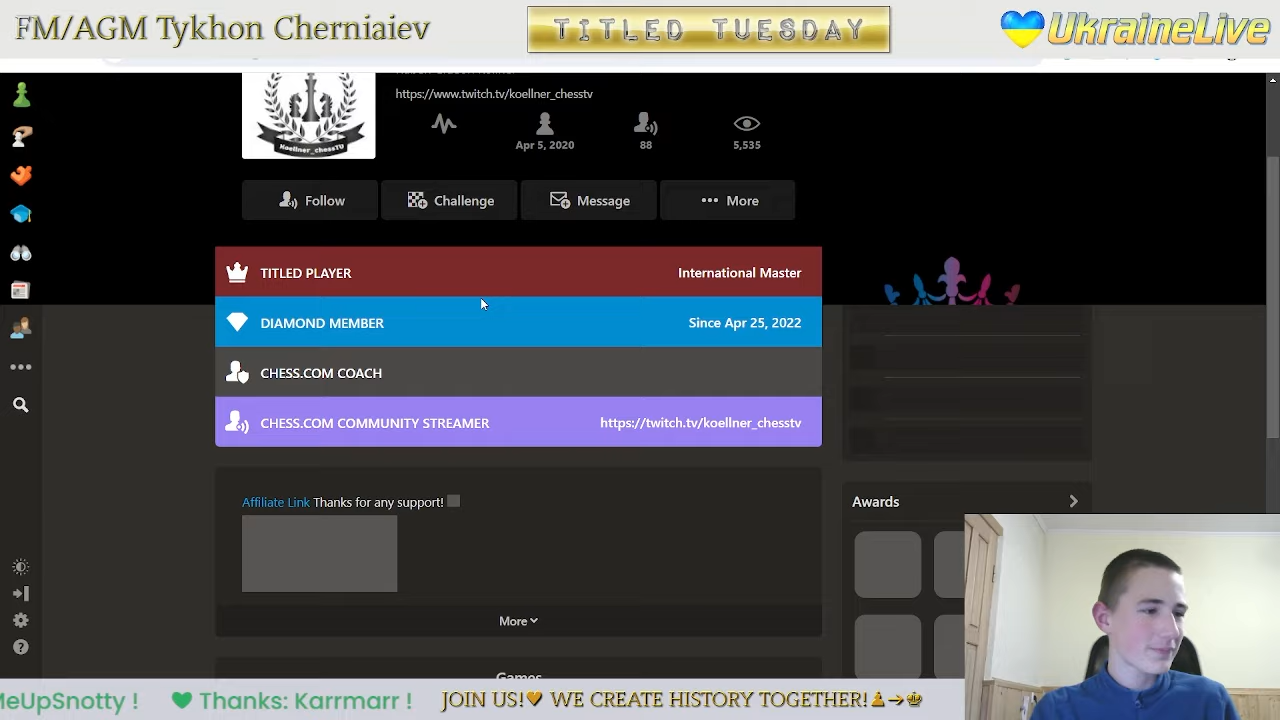 FM/AGM Tykhon Cherniaiev
TITLED TUESDAY
UkraineLive
https://www.twitch.tv/koellner_chesstv
Koellner_chessTV
Apr 5, 2020
88
5,535
Follow
Challenge
Message
More
TITLED PLAYER
International Master
DIAMOND MEMBER
Since Apr 25, 2022
CHESS.COM COACH
CHESS.COM COMMUNITY STREAMER
https://twitch.tv/koellner_chesstv
Affiliate Link Thanks for any support!
More
Awards
Games
MeUpSnotty !
Thanks: Karrmarr !
JOIN US!🧡 WE CREATE HISTORY TOGETHER!♟️→👑